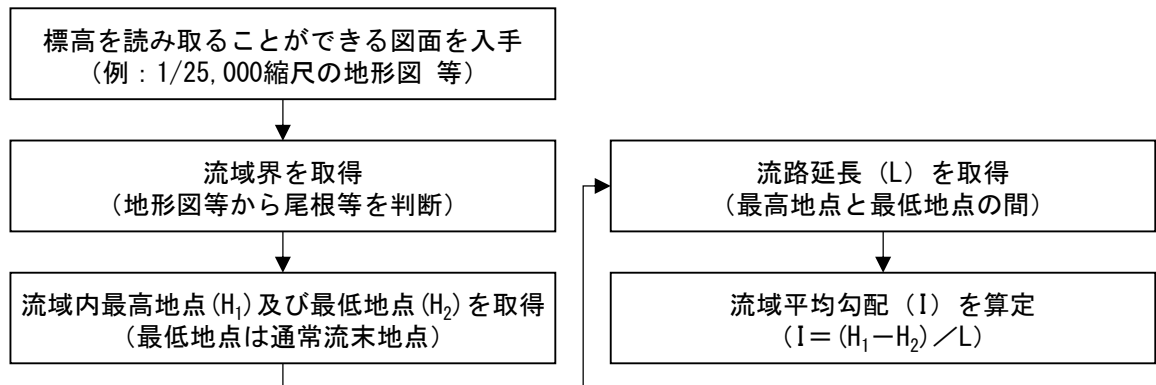 標高を読み取ることができる図面を入手
（例：1/25,000縮尺の地形図 等）
流域界を取得
（地形図等から尾根等を判断）
流域内最高地点(H₁)及び最低地点(H₂)を取得
（最低地点は通常流末地点）
流路延長（L）を取得
（最高地点と最低地点の間）
流域平均勾配（I）を算定
（I＝(H₁－H₂)／L）